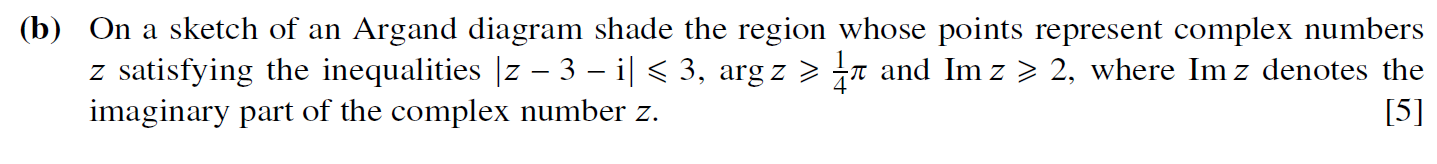 (b) On a sketch of an Argand diagram shade the region whose points represent complex numbers
z satisfying the inequalities |z − 3 − i| ⩽ 3, arg z ⩾ ¼π and Im z ⩾ 2, where Im z denotes the
imaginary part of the complex number z. [5]